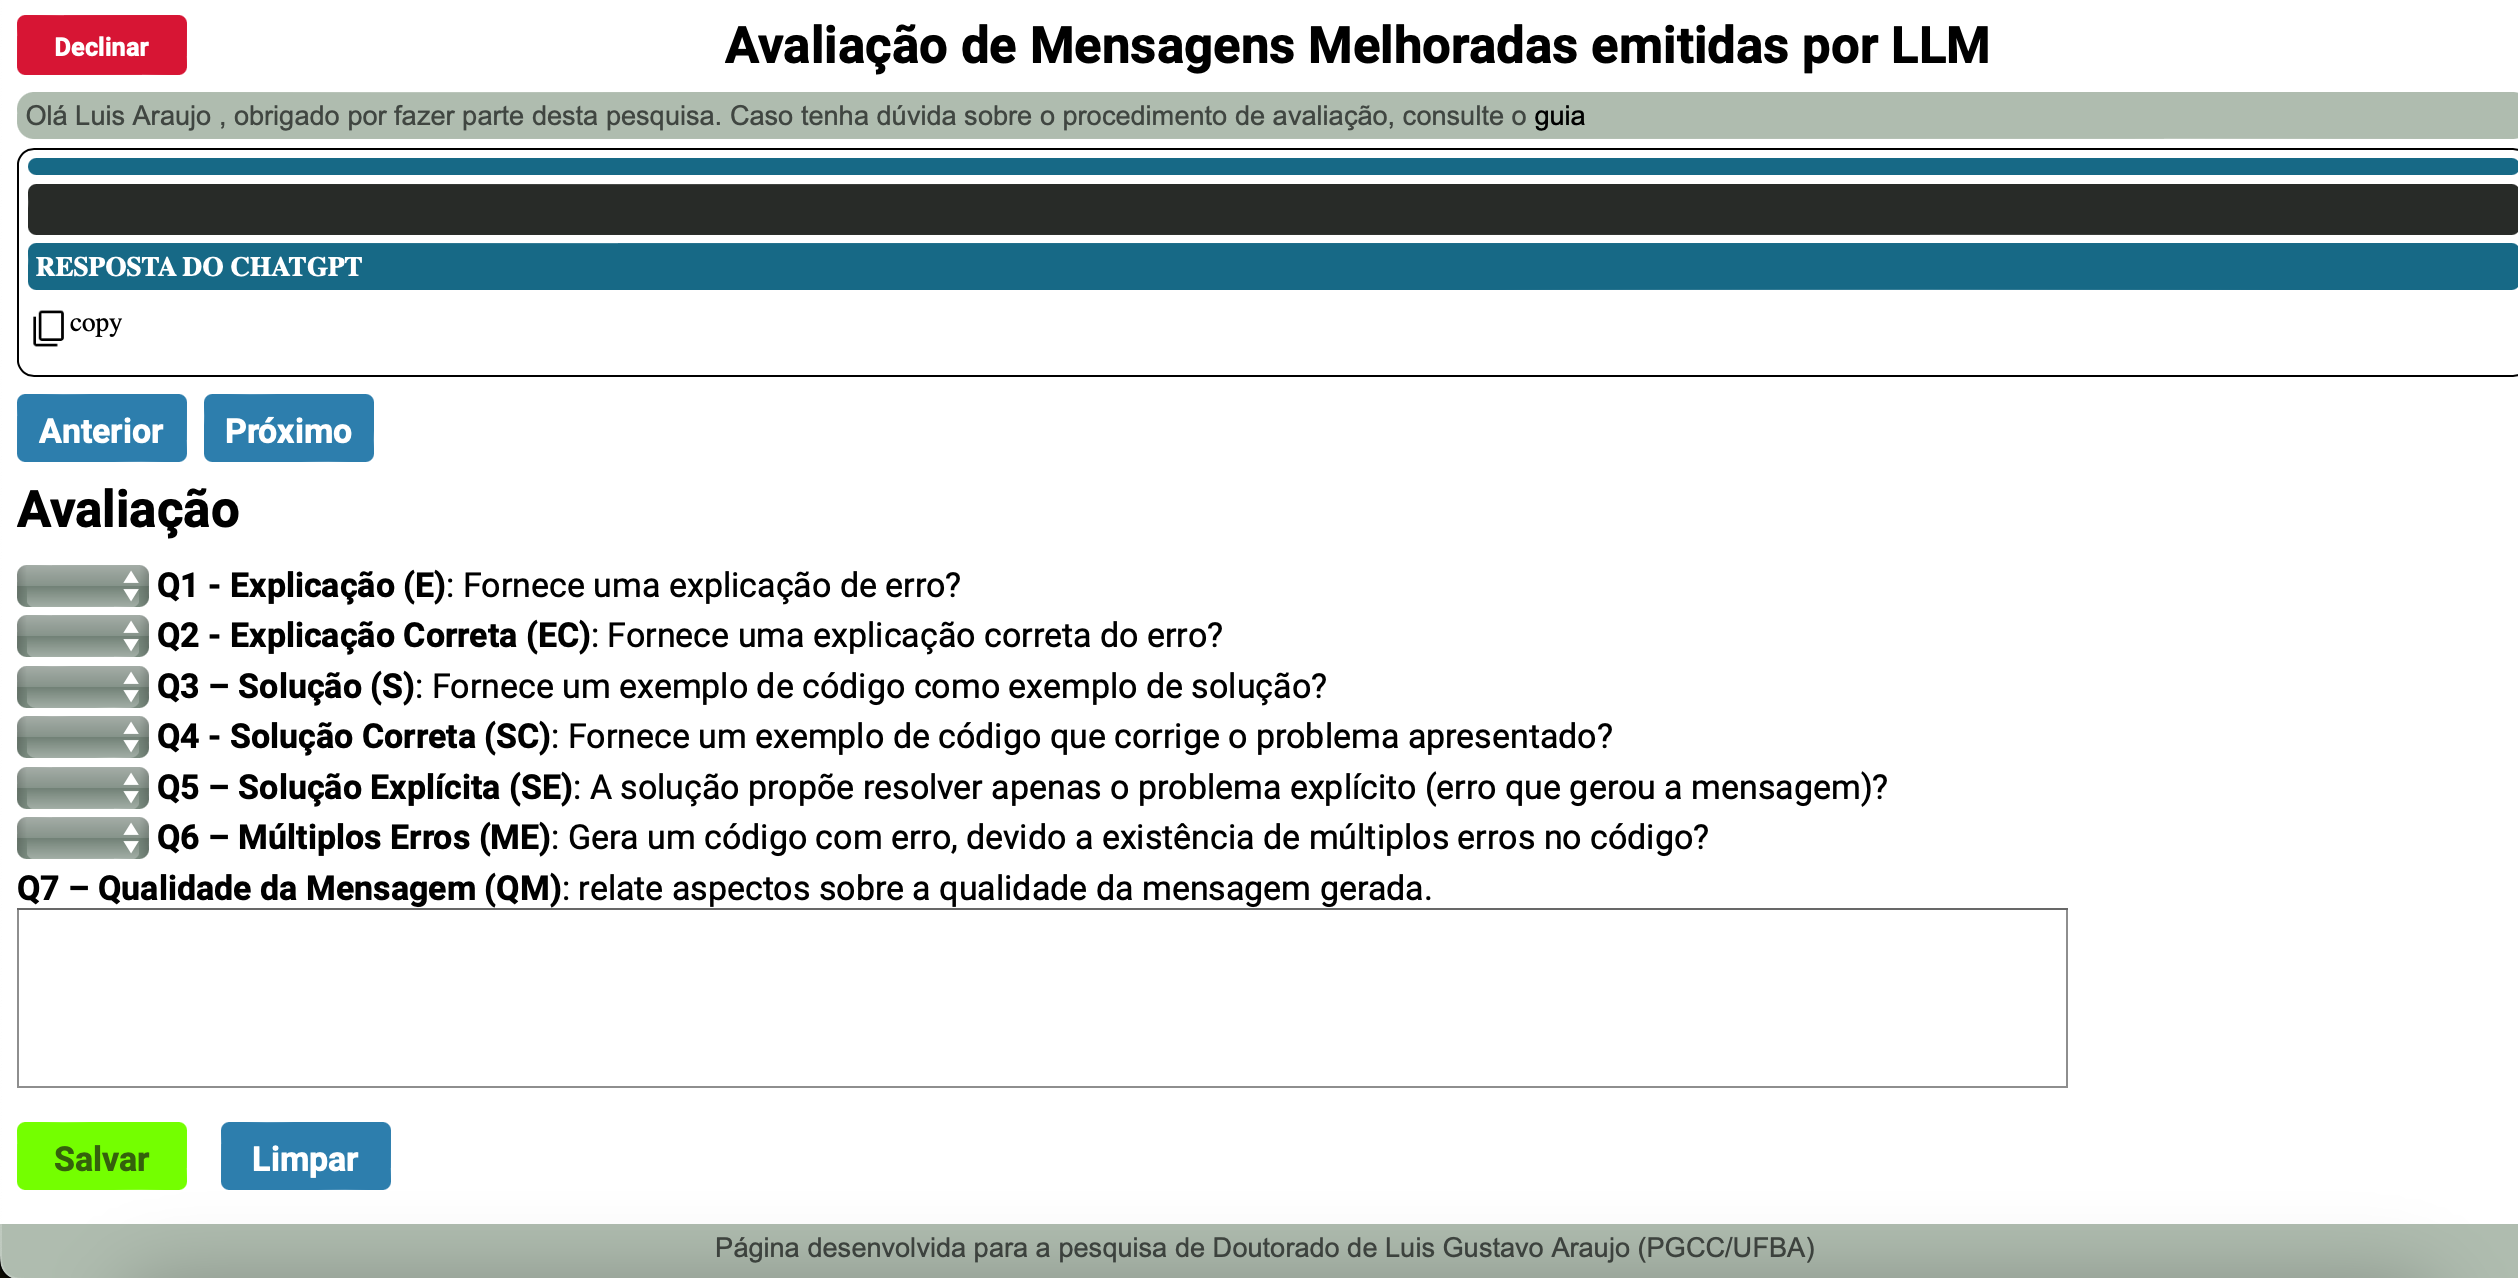 Declinar
Avaliação de Mensagens Melhoradas emitidas por LLM
Olá Luis Araujo , obrigado por fazer parte desta pesquisa. Caso tenha dúvida sobre o procedimento de avaliação, consulte o guia
RESPOSTA DO CHATGPT
copy
Anterior
Próximo
Avaliação
Q1 - Explicação (E): Fornece uma explicação de erro?
Q2 - Explicação Correta (EC): Fornece uma explicação correta do erro?
Q3 – Solução (S): Fornece um exemplo de código como exemplo de solução?
Q4 - Solução Correta (SC): Fornece um exemplo de código que corrige o problema apresentado?
Q5 – Solução Explícita (SE): A solução propõe resolver apenas o problema explícito (erro que gerou a mensagem)?
Q6 – Múltiplos Erros (ME): Gera um código com erro, devido a existência de múltiplos erros no código?
Q7 – Qualidade da Mensagem (QM): relate aspectos sobre a qualidade da mensagem gerada.
Salvar
Limpar
Página desenvolvida para a pesquisa de Doutorado de Luis Gustavo Araujo (PGCC/UFBA)